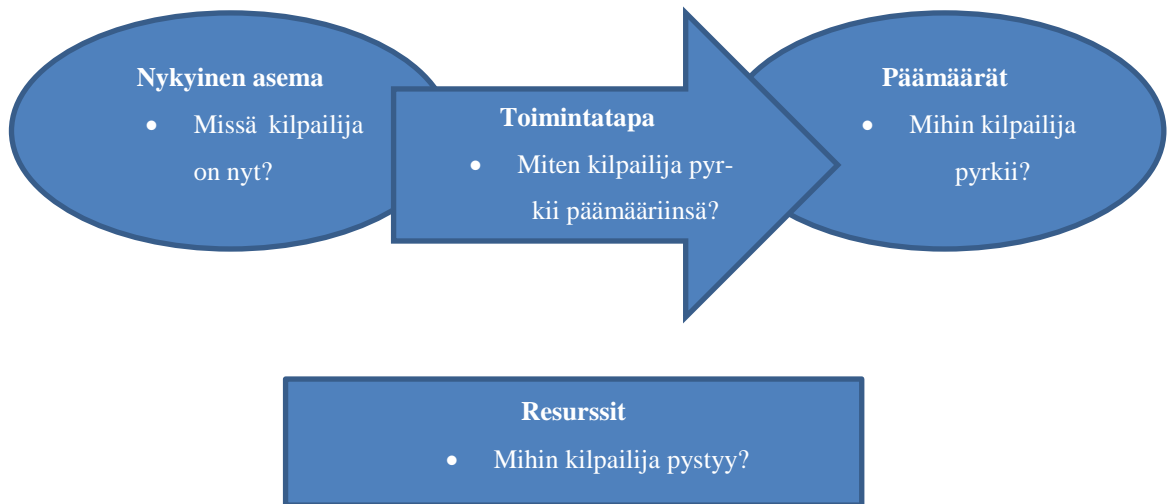 Nykyinen asema
• Missä kilpailija
on nyt?
Toimintatapa
• Miten kilpailija pyr-
kii päämääriinsä?
Päämäärät
• Mihin kilpailija
pyrkii?
Resurssit
• Mihin kilpailija pystyy?